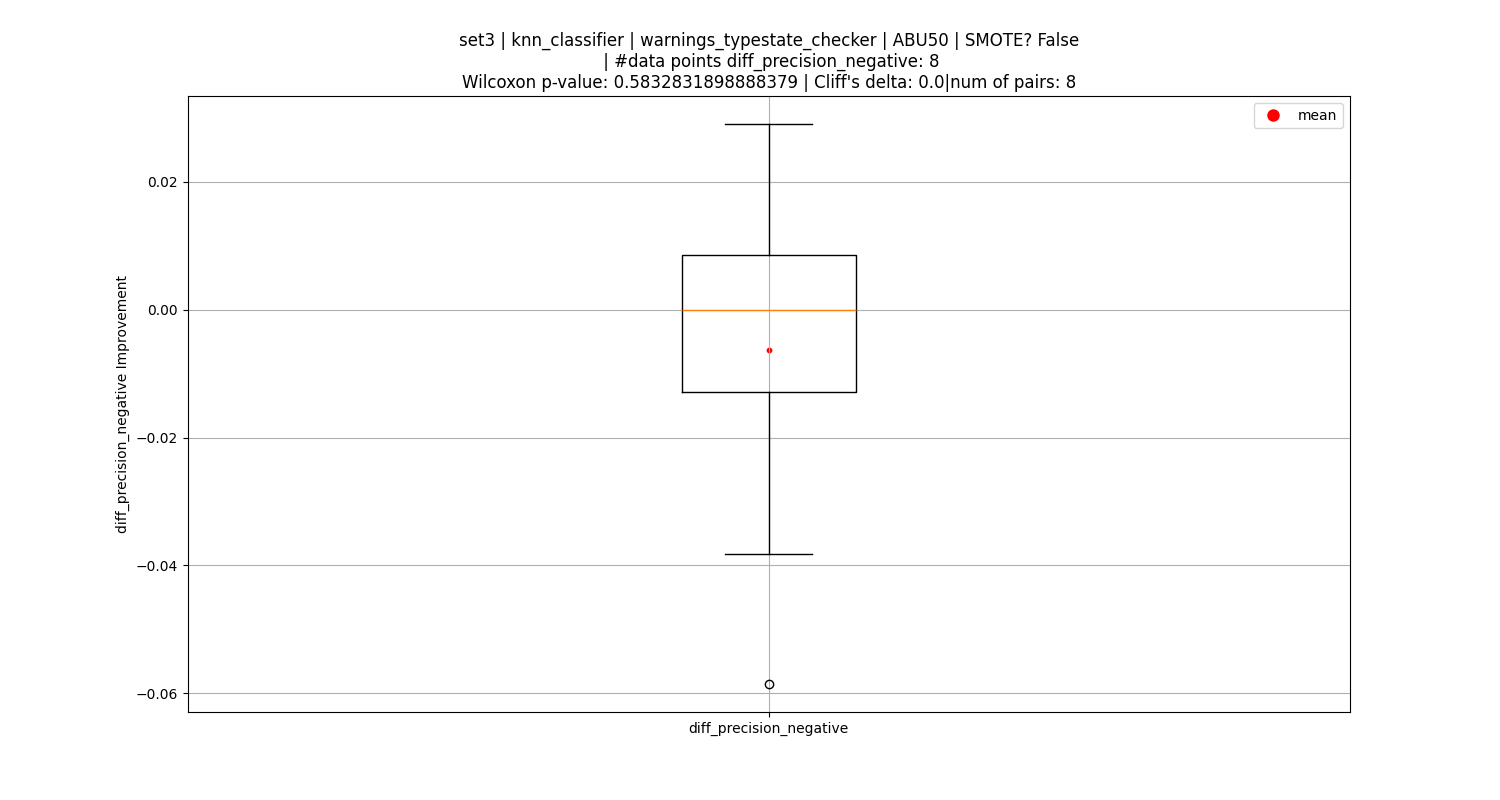 set3 | knn_classifier | warnings_typestate_checker | ABU50 | SMOTE? False
| #data points diff_precision_negative: 8
Wilcoxon p-value: 0.5832831898888379 | Cliff's delta: 0.0|num of pairs: 8
mean
0.02
0.00
−0.02
−0.04
−0.06
diff_precision_negative Improvement
diff_precision_negative